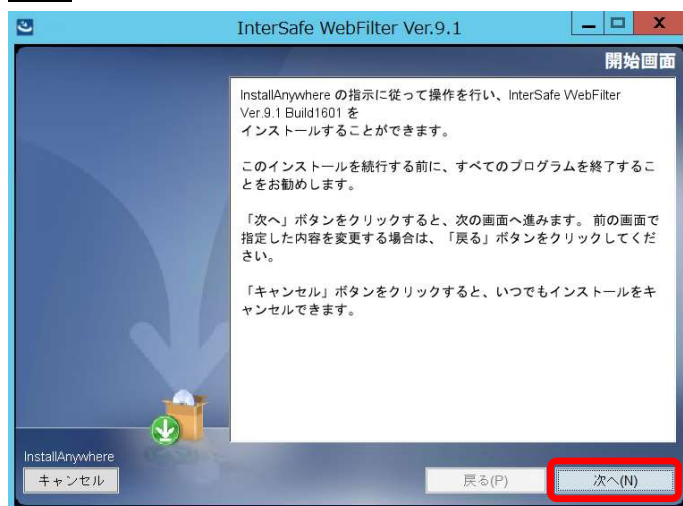 InterSafe WebFilter Ver.9.1
開始画面
InstallAnywhere の指示に従って操作を行い、InterSafe WebFilter
Ver.9.1 Build1601 を
インストールすることができます。
このインストールを続行する前に、すべてのプログラムを終了するこ
とをお勧めします。
「次へ」ボタンをクリックすると、次の画面へ進みます。 前の画面で
指定した内容を変更する場合は、「戻る」ボタンをクリックしてくだ
さい。
「キャンセル」ボタンをクリックすると、いつでもインストールをキ
ャンセルできます。
InstallAnywhere
キャンセル
戻る(P)
次へ(N)